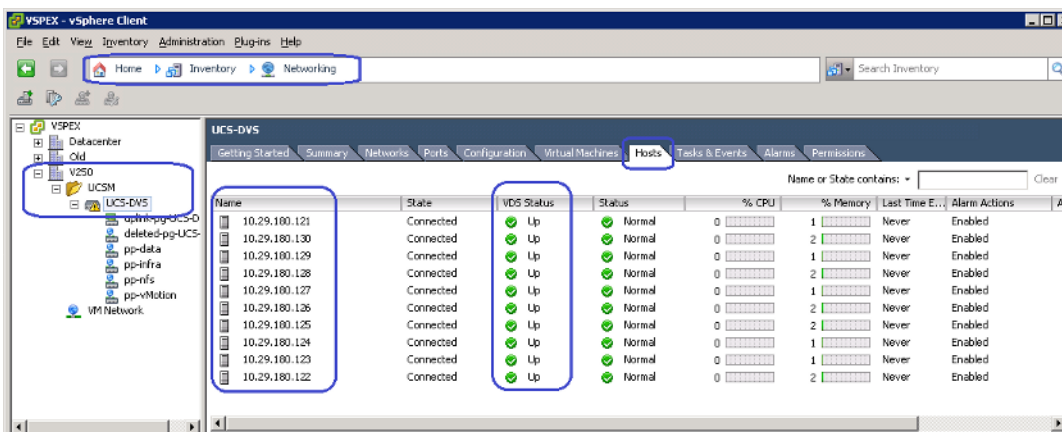 VSPEX - vSphere Client
File Edit View Inventory Administration Plug-ins Help
Home Inventory Networking
Search Inventory
VSPEX
Datacenter
Old
V250
UCSM
UCS-DVS
uplink-pg-UCS-D
deleted-pg-UCS-
pp-data
pp-infra
pp-nfs
pp-vMotion
VM Network
UCS-DVS
Getting Started Summary Networks Ports Configuration Virtual Machines Hosts Tasks & Events Alarms Permissions
Name or State contains: Clear
Name State VDS Status Status % CPU % Memory Last Time E... Alarm Actions A
10.29.180.121 Connected Up Normal 0 1 Never Enabled
10.29.180.130 Connected Up Normal 0 2 Never Enabled
10.29.180.129 Connected Up Normal 0 1 Never Enabled
10.29.180.128 Connected Up Normal 0 2 Never Enabled
10.29.180.127 Connected Up Normal 0 1 Never Enabled
10.29.180.126 Connected Up Normal 0 2 Never Enabled
10.29.180.125 Connected Up Normal 0 2 Never Enabled
10.29.180.124 Connected Up Normal 0 1 Never Enabled
10.29.180.123 Connected Up Normal 0 1 Never Enabled
10.29.180.122 Connected Up Normal 0 2 Never Enabled